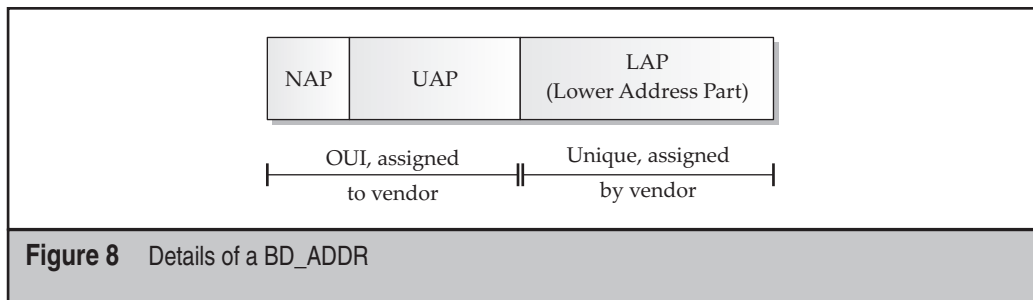 NAP
UAP
LAP
(Lower Address Part)
OUI, assigned
to vendor
Unique, assigned
by vendor
Figure 8 Details of a BD_ADDR